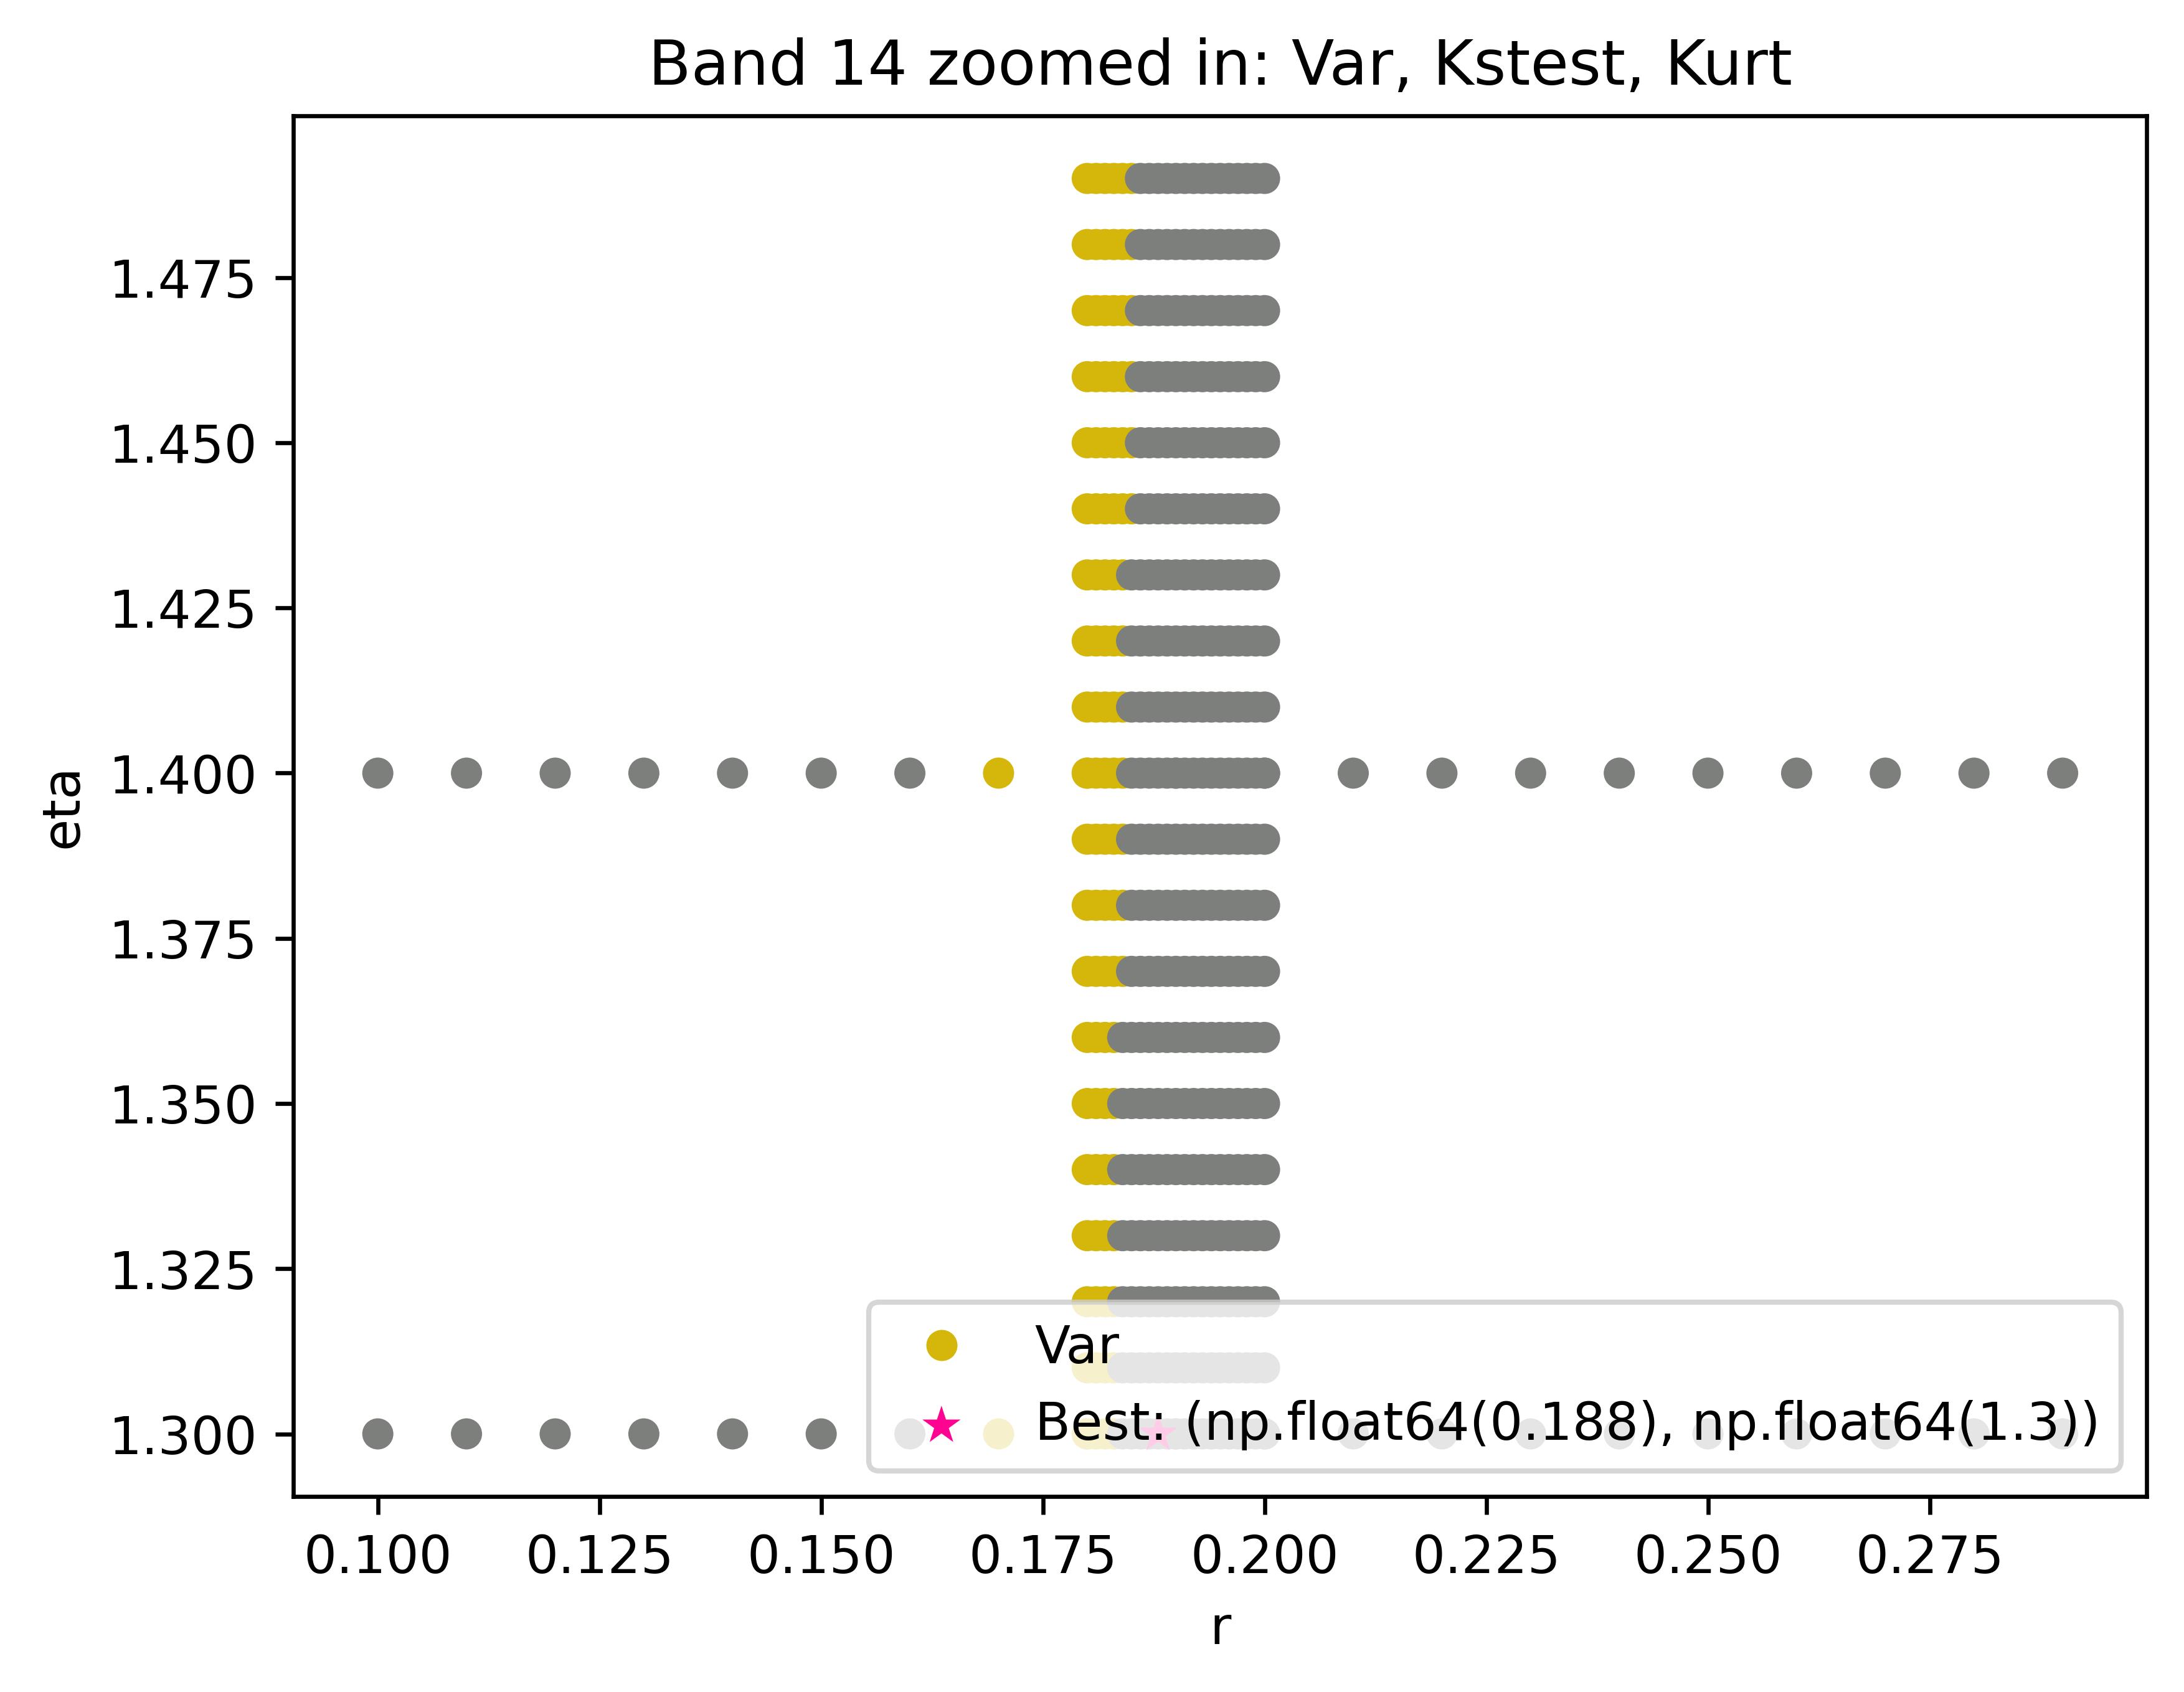 Band 14 zoomed in: Var, Kstest, Kurt
1.475
1.450
1.425
1.400
1.375
1.350
1.325
1.300
eta
Var
Best: (np.float64(0.188), np.float64(1.3))
0.100 0.125 0.150 0.175 0.200 0.225 0.250 0.275
r